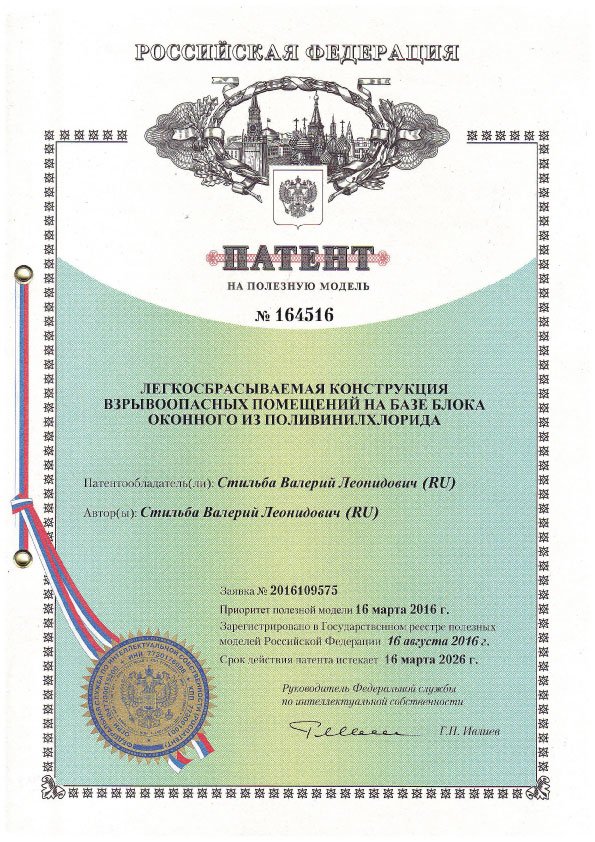 РОССИЙСКАЯ ФЕДЕРАЦИЯ
ПАТЕНТ
НА ПОЛЕЗНУЮ МОДЕЛЬ
№ 164516
ЛЕГКОСБРАСЫВАЕМАЯ КОНСТРУКЦИЯ
ВЗРЫВООПАСНЫХ ПОМЕЩЕНИЙ НА БАЗЕ БЛОКА
ОКОННОГО ИЗ ПОЛИВИНИЛХЛОРИДА
Патентообладатель(ли): Стильба Валерий Леонидович (RU)
Автор(ы): Стильба Валерий Леонидович (RU)
Заявка № 2016109575
Приоритет полезной модели 16 марта 2016 г.
Зарегистрировано в Государственном реестре полезных
моделей Российской Федерации 16 августа 2016 г.
Срок действия патента истекает 16 марта 2026 г.
Руководитель Федеральной службы
по интеллектуальной собственности
Г.П. Ивлиев